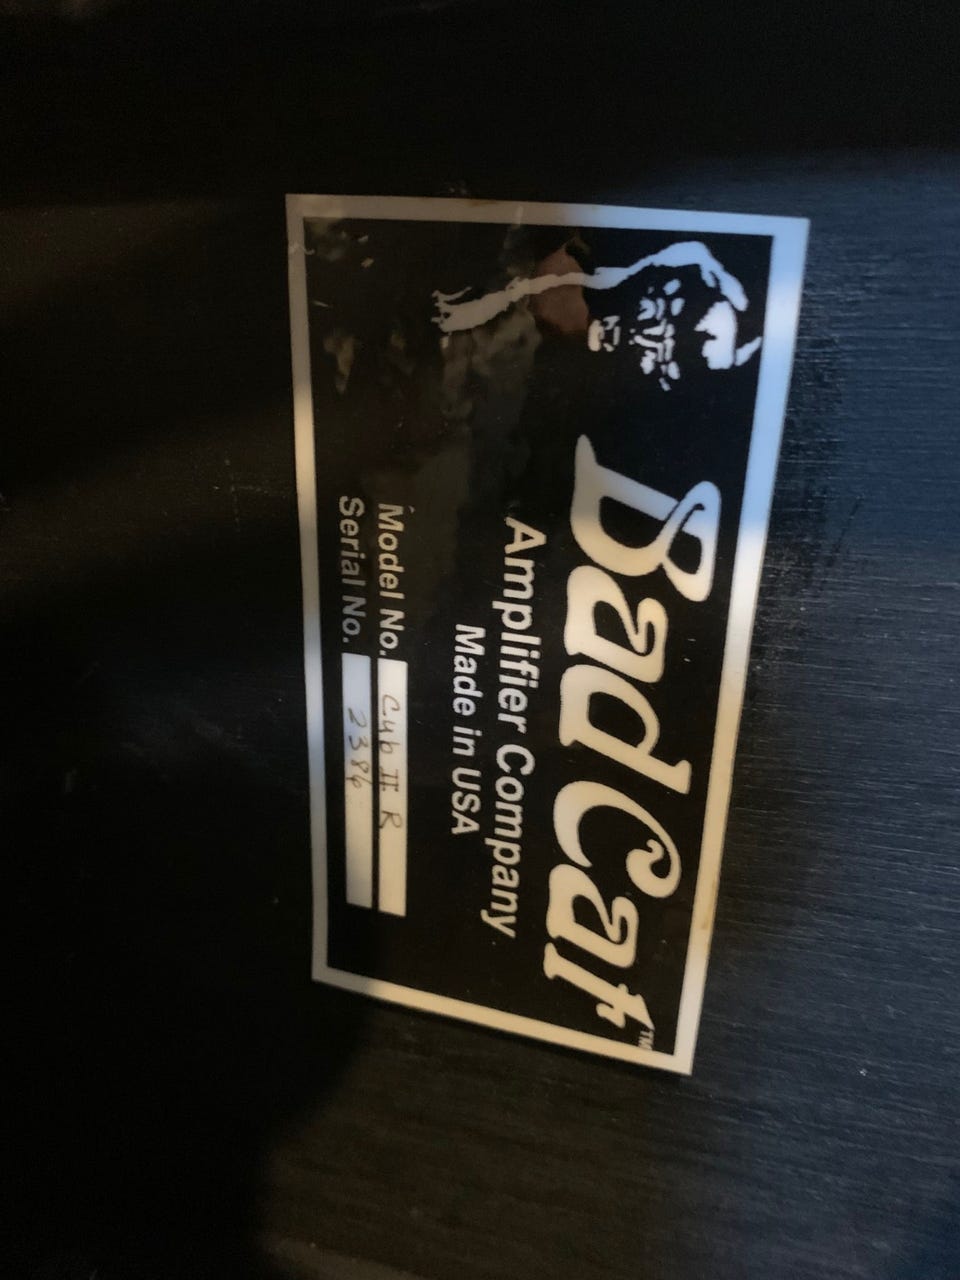 Bad Cat™
Amplifier Company
Made in USA
Model No. Cub II R
Serial No. 2386